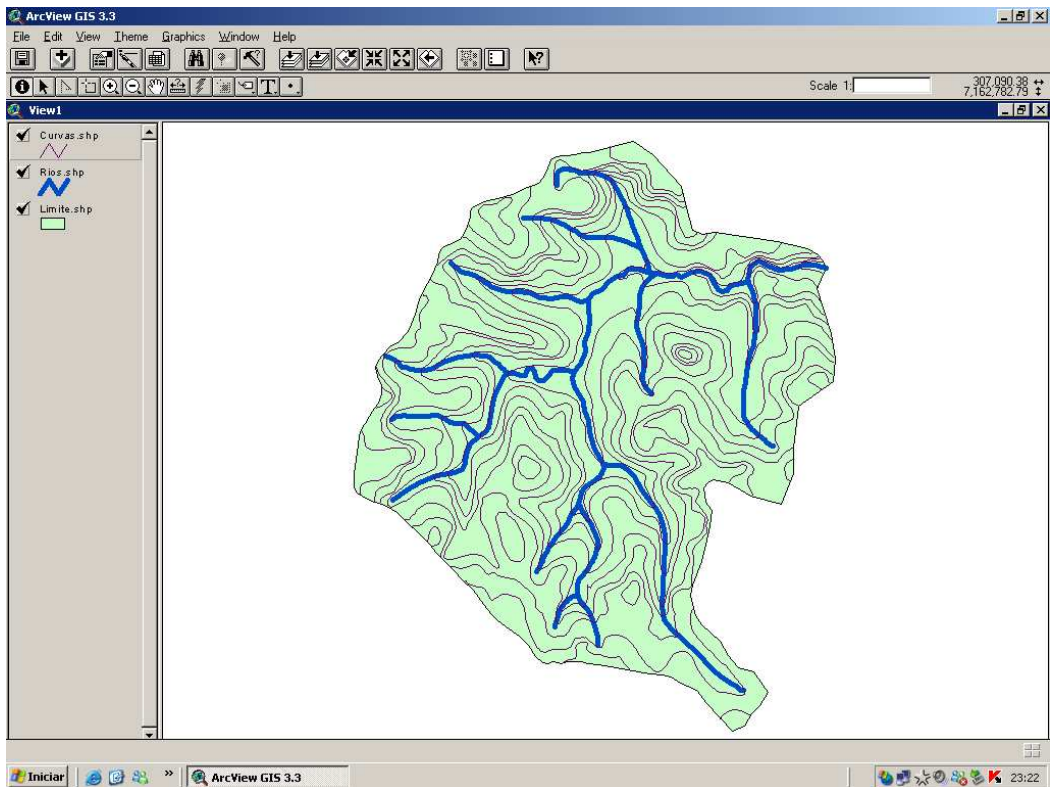 ArcView GIS 3.3
File Edit View Theme Graphics Window Help
Scale 1:
307,090.38
7,162,782.79
View1
Curvas.shp
Rios.shp
Limite.shp
Iniciar
»
ArcView GIS 3.3
23:22